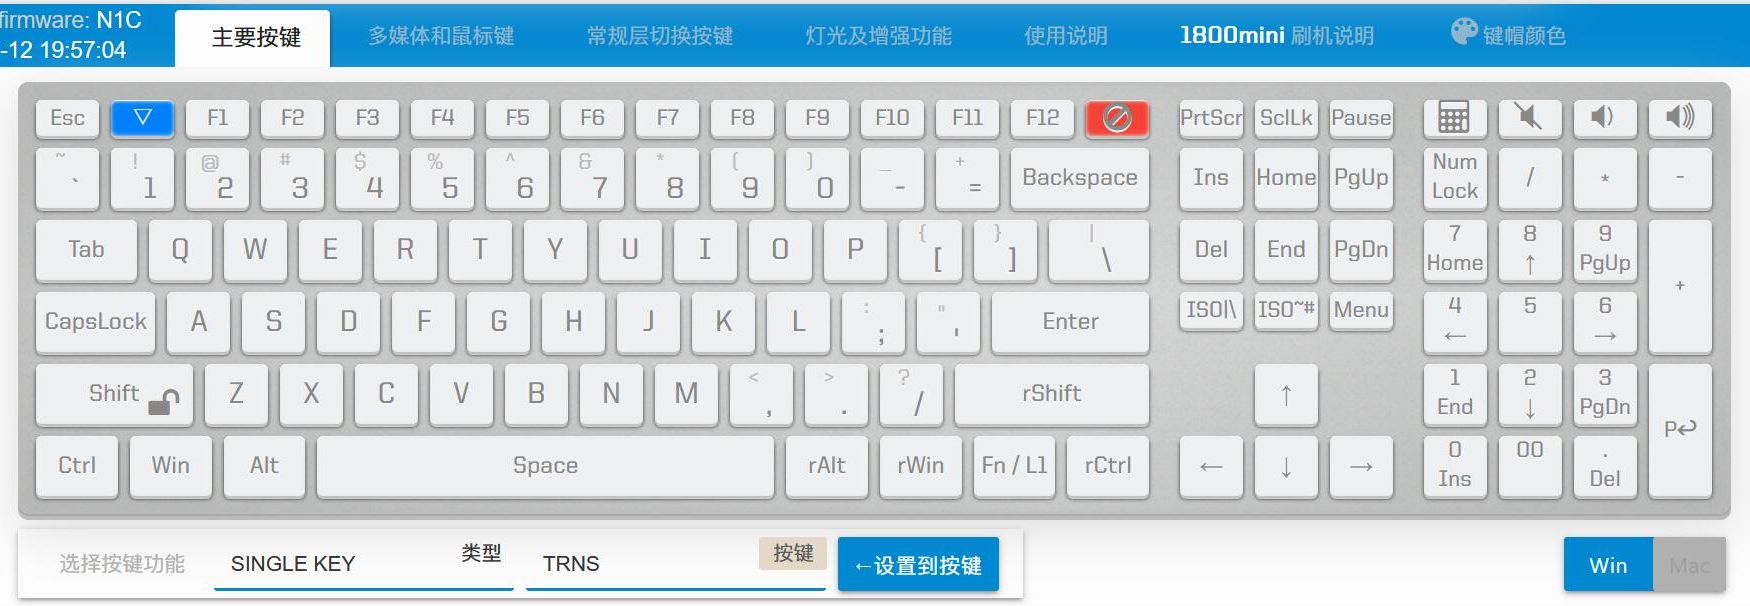 firmware: N1C
-12 19:57:04
主要按键 多媒体和鼠标键 常规层切换按键 灯光及增强功能 使用说明 1800mini 刷机说明 键帽颜色
Esc ▽ F1 F2 F3 F4 F5 F6 F7 F8 F9 F10 F11 F12 PrtScr SclLk Pause
~ ! @ # $ % ^ & * ( ) _ +
` 1 2 3 4 5 6 7 8 9 0 - = Backspace Ins Home PgUp Num Lock / * -
Tab Q W E R T Y U I O P { [ } ] | \ Del End PgDn 7 Home 8 ↑ 9 PgUp +
CapsLock A S D F G H J K L : ; " ' Enter ISO|\ ISO~# Menu 4 ← 5 6 →
Shift Z X C V B N M < , > . ? / rShift ↑ 1 End 2 ↓ 3 PgDn P↩
Ctrl Win Alt Space rAlt rWin Fn / L1 rCtrl ← ↓ → 0 Ins 00 . Del
选择按键功能 SINGLE KEY 类型 TRNS 按键 ←设置到按键 Win Mac